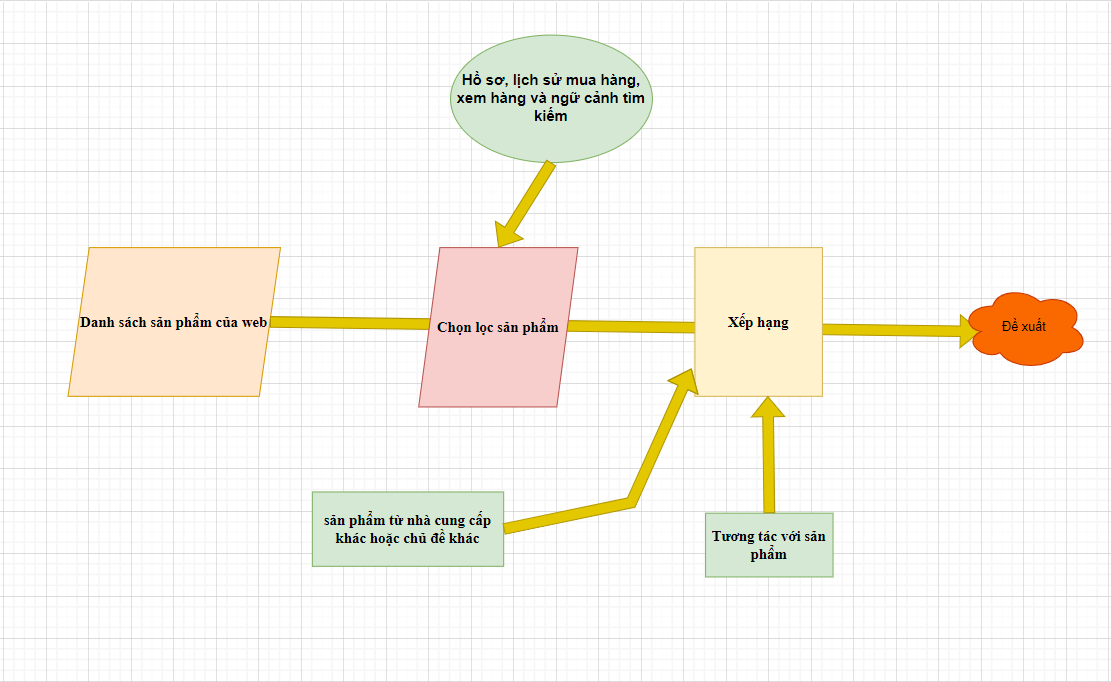 Hồ sơ, lịch sử mua hàng,
xem hàng và ngữ cảnh tìm
kiếm
Danh sách sản phẩm của web
Chọn lọc sản phẩm
Xếp hạng
Đề xuất
sản phẩm từ nhà cung cấp
khác hoặc chủ đề khác
Tương tác với sản
phẩm